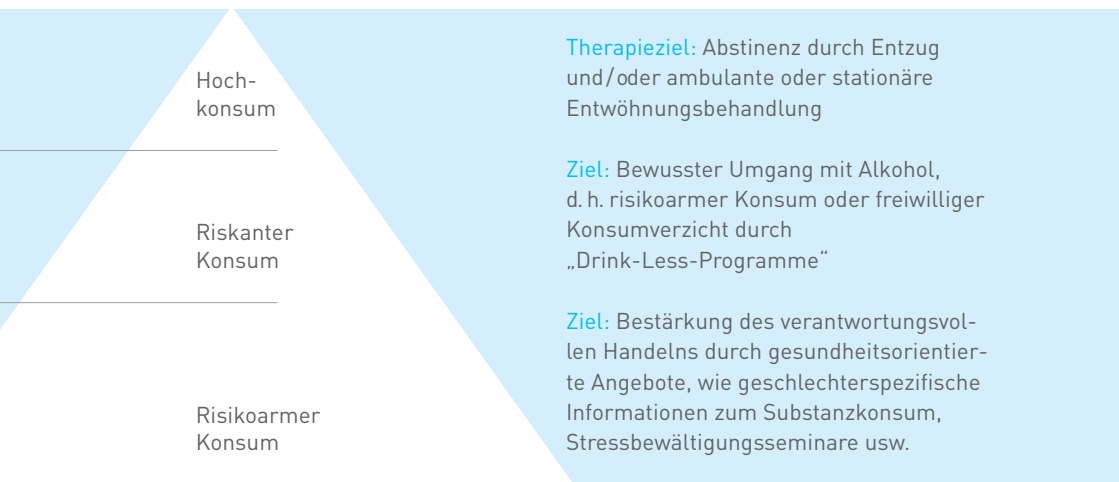 Hoch-
konsum
Therapieziel: Abstinenz durch Entzug
und/oder ambulante oder stationäre
Entwöhnungsbehandlung
Riskanter
Konsum
Ziel: Bewusster Umgang mit Alkohol,
d. h. risikoarmer Konsum oder freiwilliger
Konsumverzicht durch
„Drink-Less-Programme“
Risikoarmer
Konsum
Ziel: Bestärkung des verantwortungsvol-
len Handelns durch gesundheitsorientier-
te Angebote, wie geschlechterspezifische
Informationen zum Substanzkonsum,
Stressbewältigungsseminare usw.